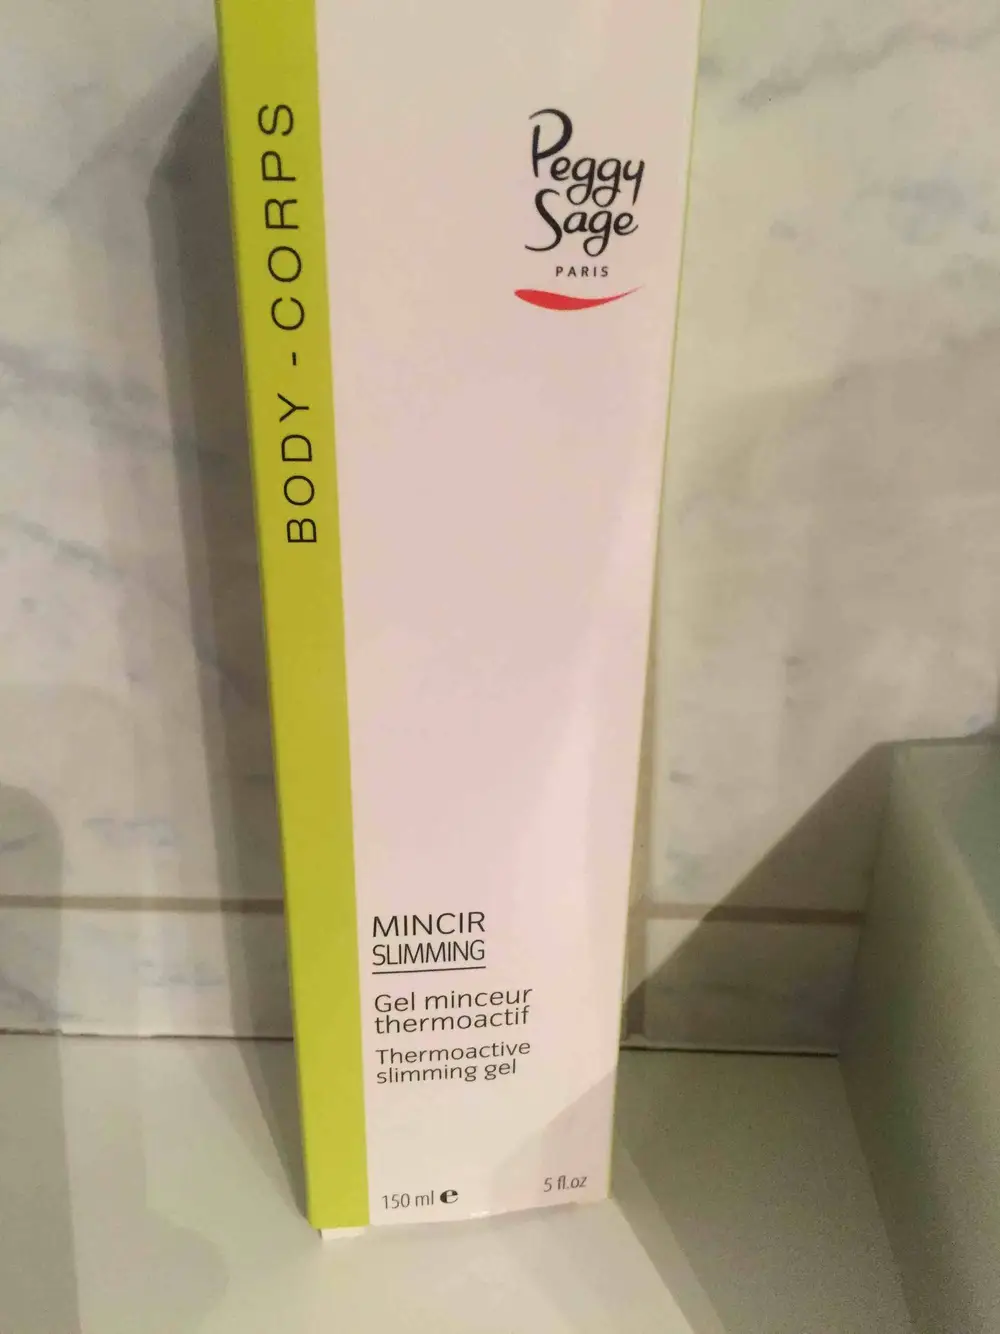 BODY - CORPS
Peggy
Sage
PARIS
MINCIR
SLIMMING
Gel minceur
thermoactif
Thermoactive
slimming gel
150 ml e
5 fl.oz